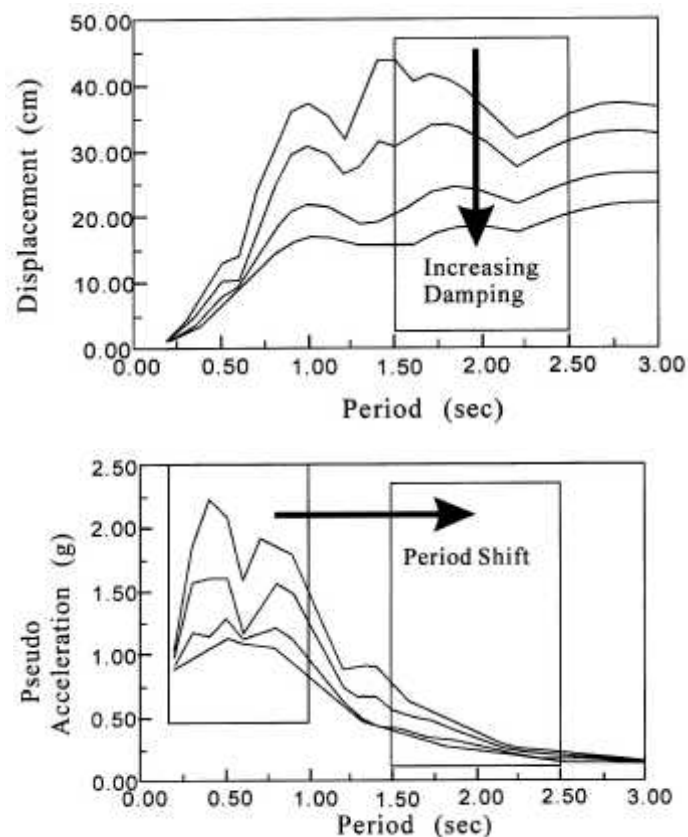 50.00
40.00
30.00
20.00
10.00
0.00
Displacement (cm)
Increasing
Damping
0.00 0.50 1.00 1.50 2.00 2.50 3.00
Period (sec)
2.50
2.00
1.50
1.00
0.50
0.00
Pseudo
Acceleration (g)
Period Shift
0.00 0.50 1.00 1.50 2.00 2.50 3.00
Period (sec)